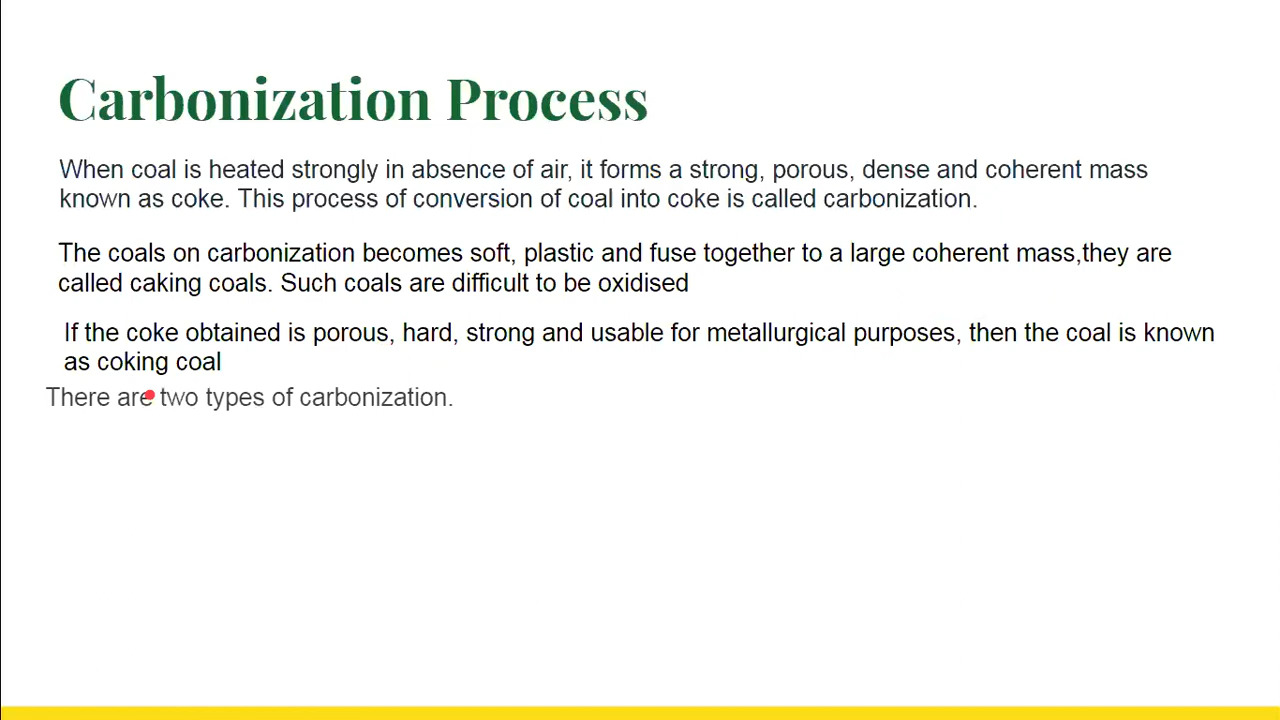 Carbonization Process
When coal is heated strongly in absence of air, it forms a strong, porous, dense and coherent mass
known as coke. This process of conversion of coal into coke is called carbonization.
The coals on carbonization becomes soft, plastic and fuse together to a large coherent mass,they are
called caking coals. Such coals are difficult to be oxidised
If the coke obtained is porous, hard, strong and usable for metallurgical purposes, then the coal is known
as coking coal
There are two types of carbonization.